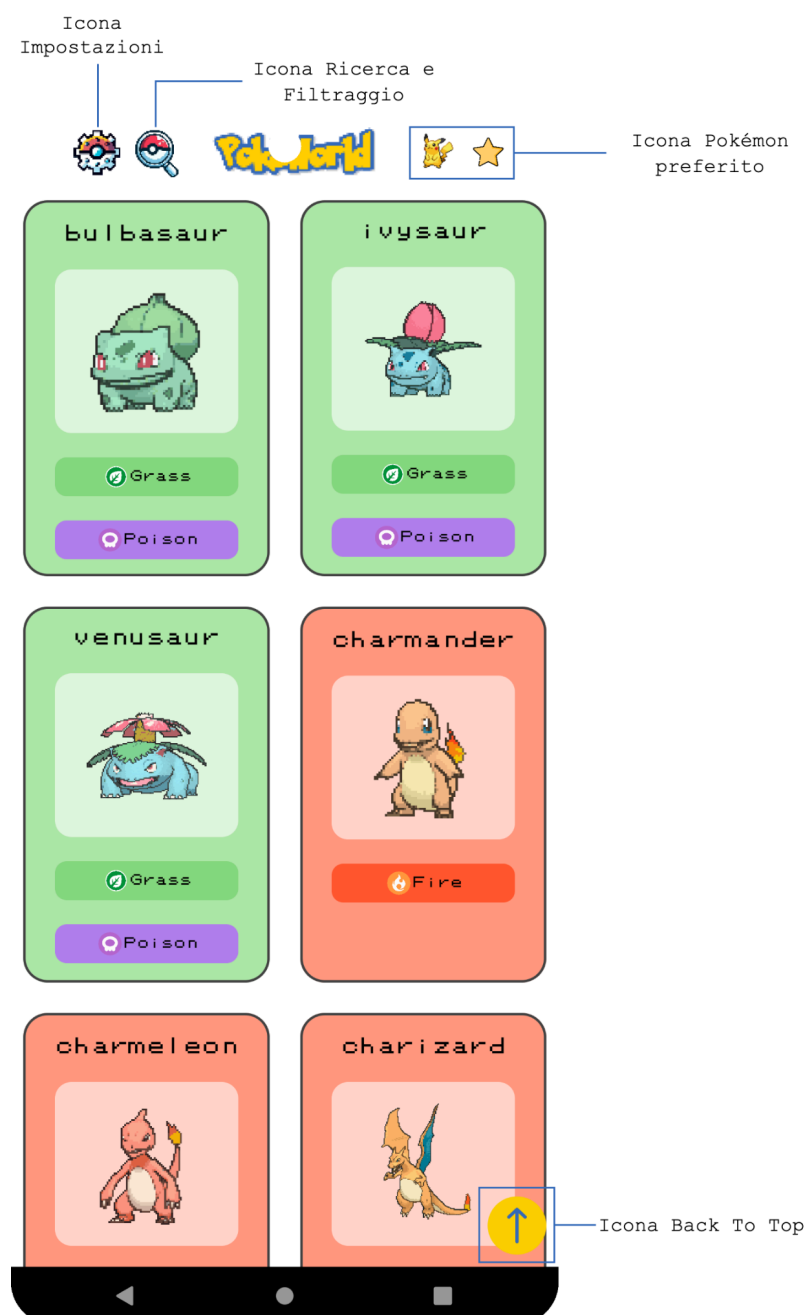 Icona
Impostazioni
Icona Ricerca e
Filtraggio
Icona Pokémon
preferito
bulbasaur
ivysaur
Grass
Grass
Poison
Poison
venusaur
charmander
Grass
Fire
Poison
charmeleon
charizard
Icona Back To Top